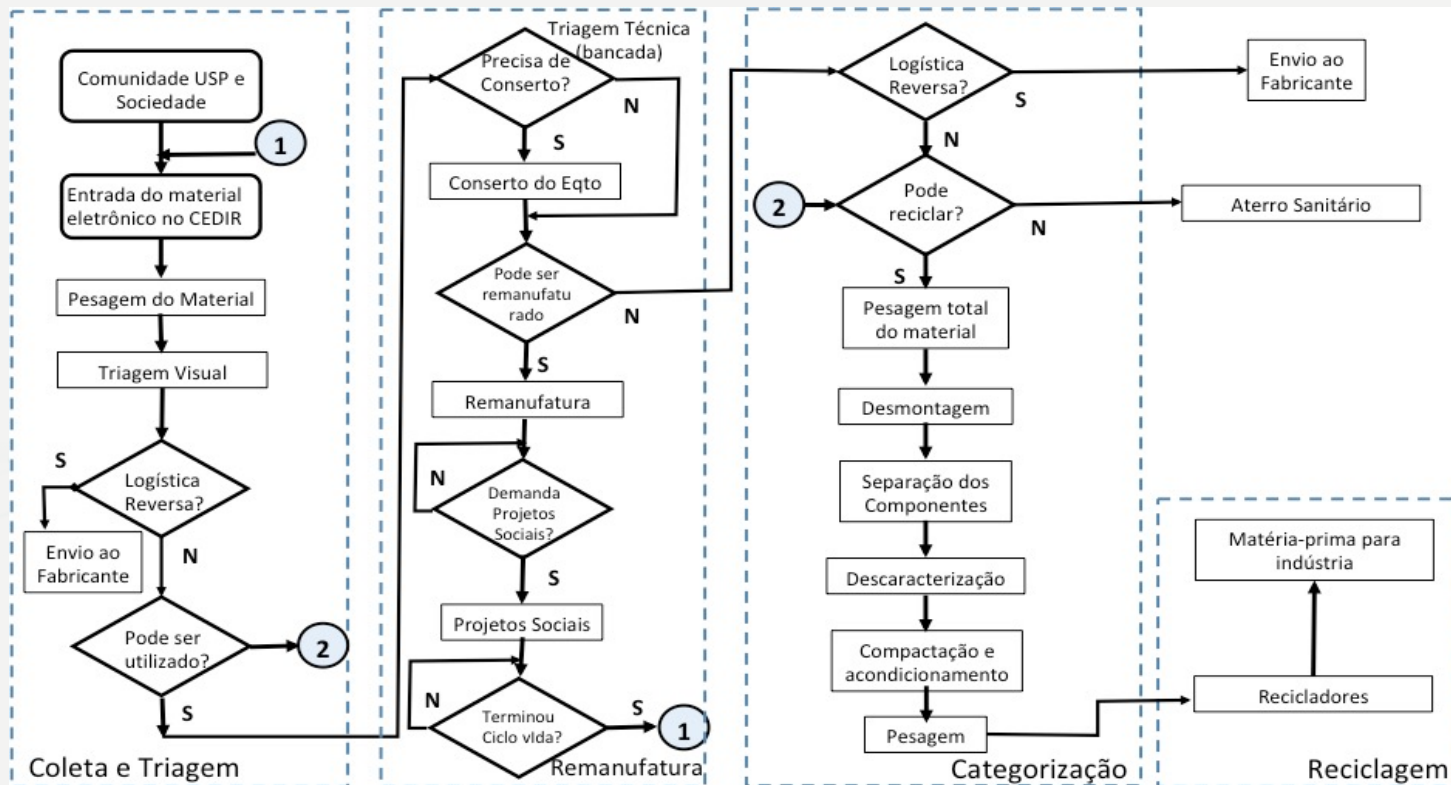 Comunidade USP e
Sociedade
1
Entrada do material
eletrônico no CEDIR
Pesagem do Material
Triagem Visual
Logística
Reversa?
S
N
Envio ao
Fabricante
Pode ser
utilizado?
2
S
Coleta e Triagem
Triagem Técnica
(bancada)
Precisa de
Conserto?
N
S
Conserto do Eqto
Pode ser
remanufatu
rado
N
S
Remanufatura
N
Demanda
Projetos
Sociais?
S
Projetos Sociais
N
Terminou
Ciclo vIda?
S
1
Remanufatura
Logística
Reversa?
S
N
Envio ao
Fabricante
2
Pode
reciclar?
N
Aterro Sanitário
S
Pesagem total
do material
Desmontagem
Separação dos
Componentes
Descaracterização
Compactação e
acondicionamento
Pesagem
Categorização
Matéria-prima para
indústria
Recicladores
Reciclagem